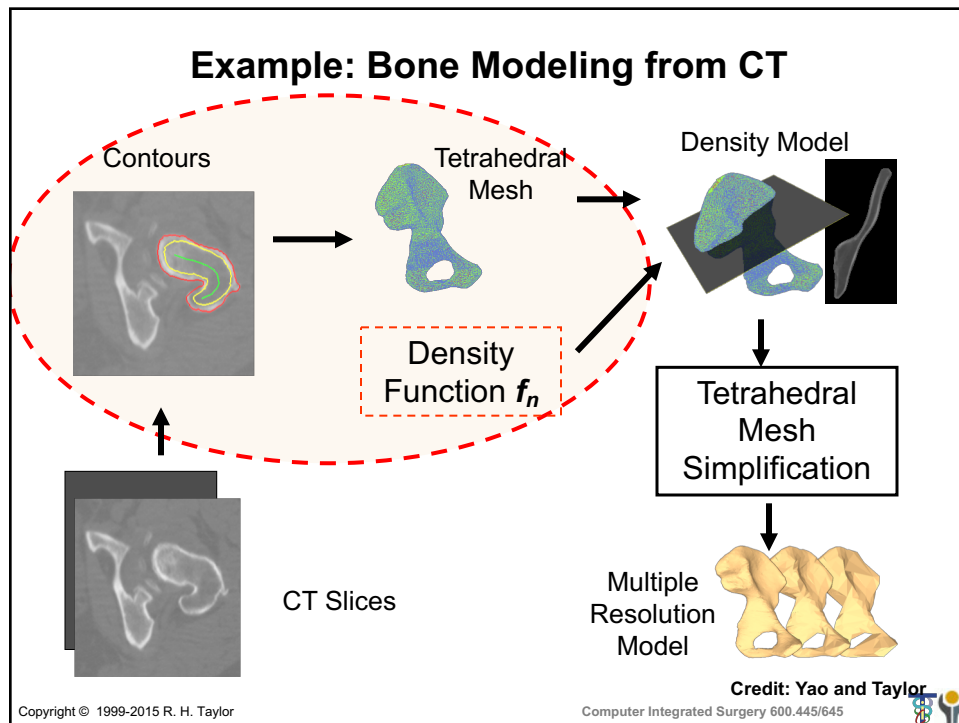 Example: Bone Modeling from CT
Contours
Tetrahedral
Mesh
Density Model
Density
Function fn
Tetrahedral
Mesh
Simplification
CT Slices
Multiple
Resolution
Model
Credit: Yao and Taylor
Copyright © 1999-2015 R. H. Taylor
Computer Integrated Surgery 600.445/645